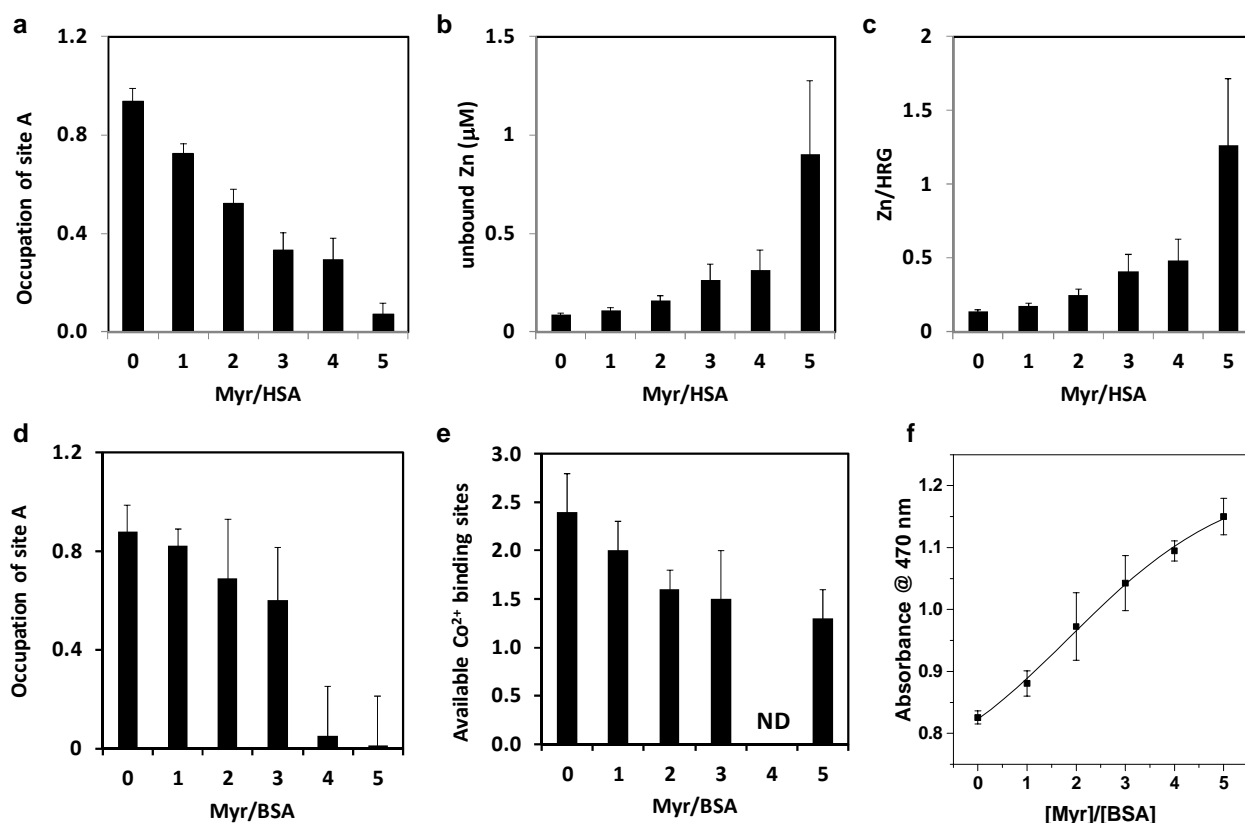 a
1.2
0.8
0.4
0.0
Occupation of site A
0 1 2 3 4 5
Myr/HSA
b
1.5
1
0.5
0
unbound Zn (µM)
0 1 2 3 4 5
Myr/HSA
c
2
1.5
1
0.5
0
Zn/HRG
0 1 2 3 4 5
Myr/HSA
d
1.2
0.8
0.4
0
Occupation of site A
0 1 2 3 4 5
Myr/BSA
e
3.0
2.5
2.0
1.5
1.0
0.5
0.0
Available Co²⁺ binding sites
ND
0 1 2 3 4 5
Myr/BSA
f
1.2
1.1
1.0
0.9
0.8
Absorbance @ 470 nm
0 1 2 3 4 5
[Myr]/[BSA]